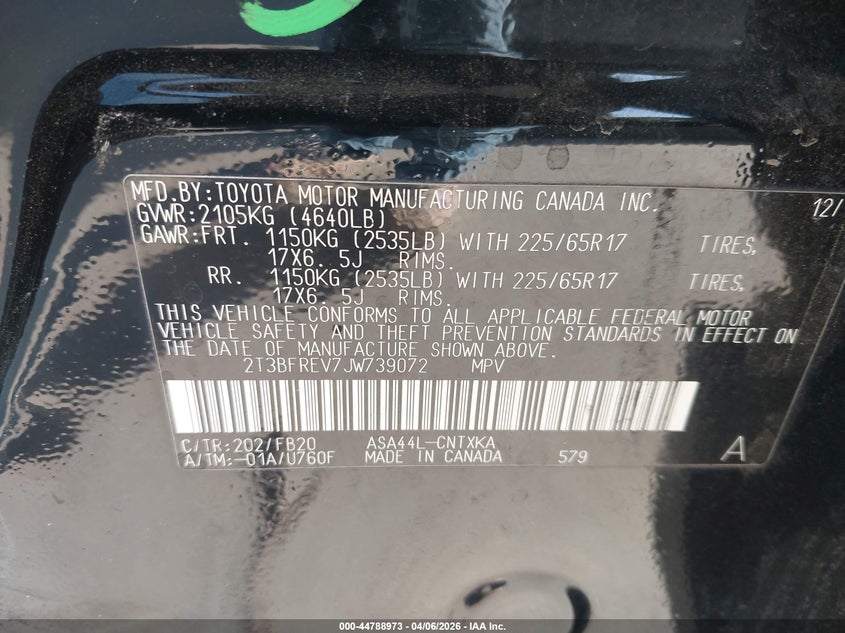 MFD.BY:TOYOTA MOTOR MANUFACTURING CANADA INC. 12/
GVWR:2105KG (4640LB)
GAWR:FRT. 1150KG (2535LB) WITH 225/65R17 TIRES,
17X6. 5J RIMS.
RR. 1150KG (2535LB) WITH 225/65R17 TIRES,
17X6. 5J RIMS.
THIS VEHICLE CONFORMS TO ALL APPLICABLE FEDERAL MOTOR
VEHICLE SAFETY AND THEFT PREVENTION STANDARDS IN EFFECT ON
THE DATE OF MANUFACTURE SHOWN ABOVE.
2T3BFREV7JW739072 MPV
C/TR:202/FB20 ASA44L-CNTXKA
A/TM:-01A/U760F MADE IN CANADA 579 A
000-44788973 - 04/06/2026 - IAA Inc.